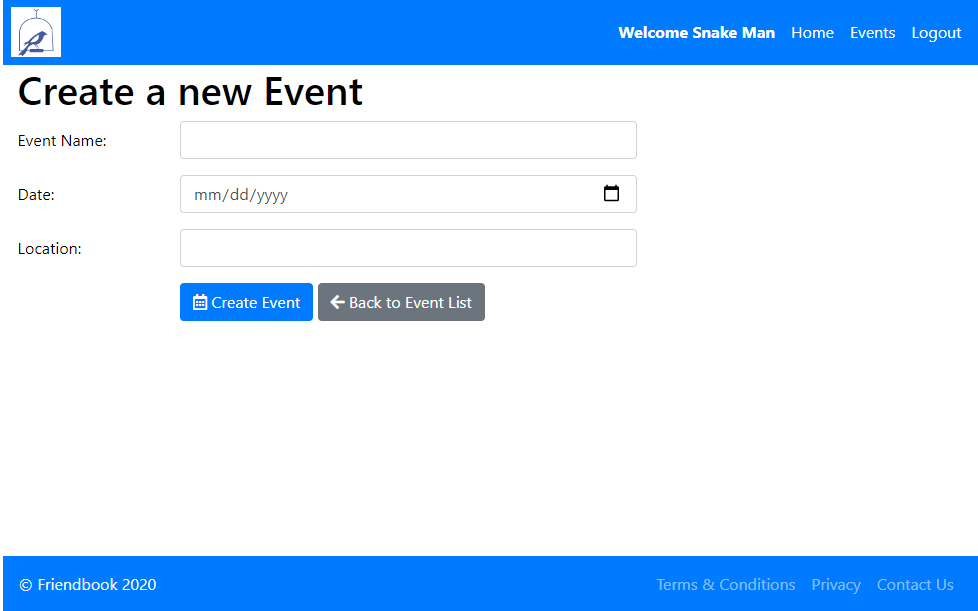 Welcome Snake Man Home Events Logout
Create a new Event
Event Name:
Date: mm/dd/yyyy
Location:
Create Event Back to Event List
© Friendbook 2020 Terms & Conditions Privacy Contact Us